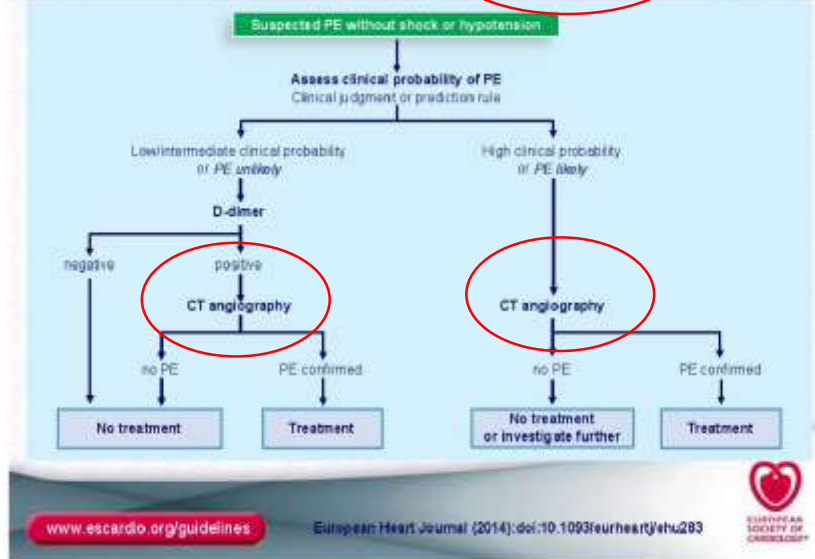 Suspected PE without shock or hypotension
Assess clinical probability of PE
Clinical judgment or prediction rule
Low/intermediate clinical probability
or PE unlikely
High clinical probability
or PE likely
D-dimer
negative
positive
CT angiography
CT angiography
no PE
PE confirmed
no PE
PE confirmed
No treatment
Treatment
No treatment
or investigate further
Treatment
www.escardio.org/guidelines
European Heart Journal (2014):doi:10.1093/eurheartj/ehu283
EUROPEAN
SOCIETY OF
CARDIOLOGY®